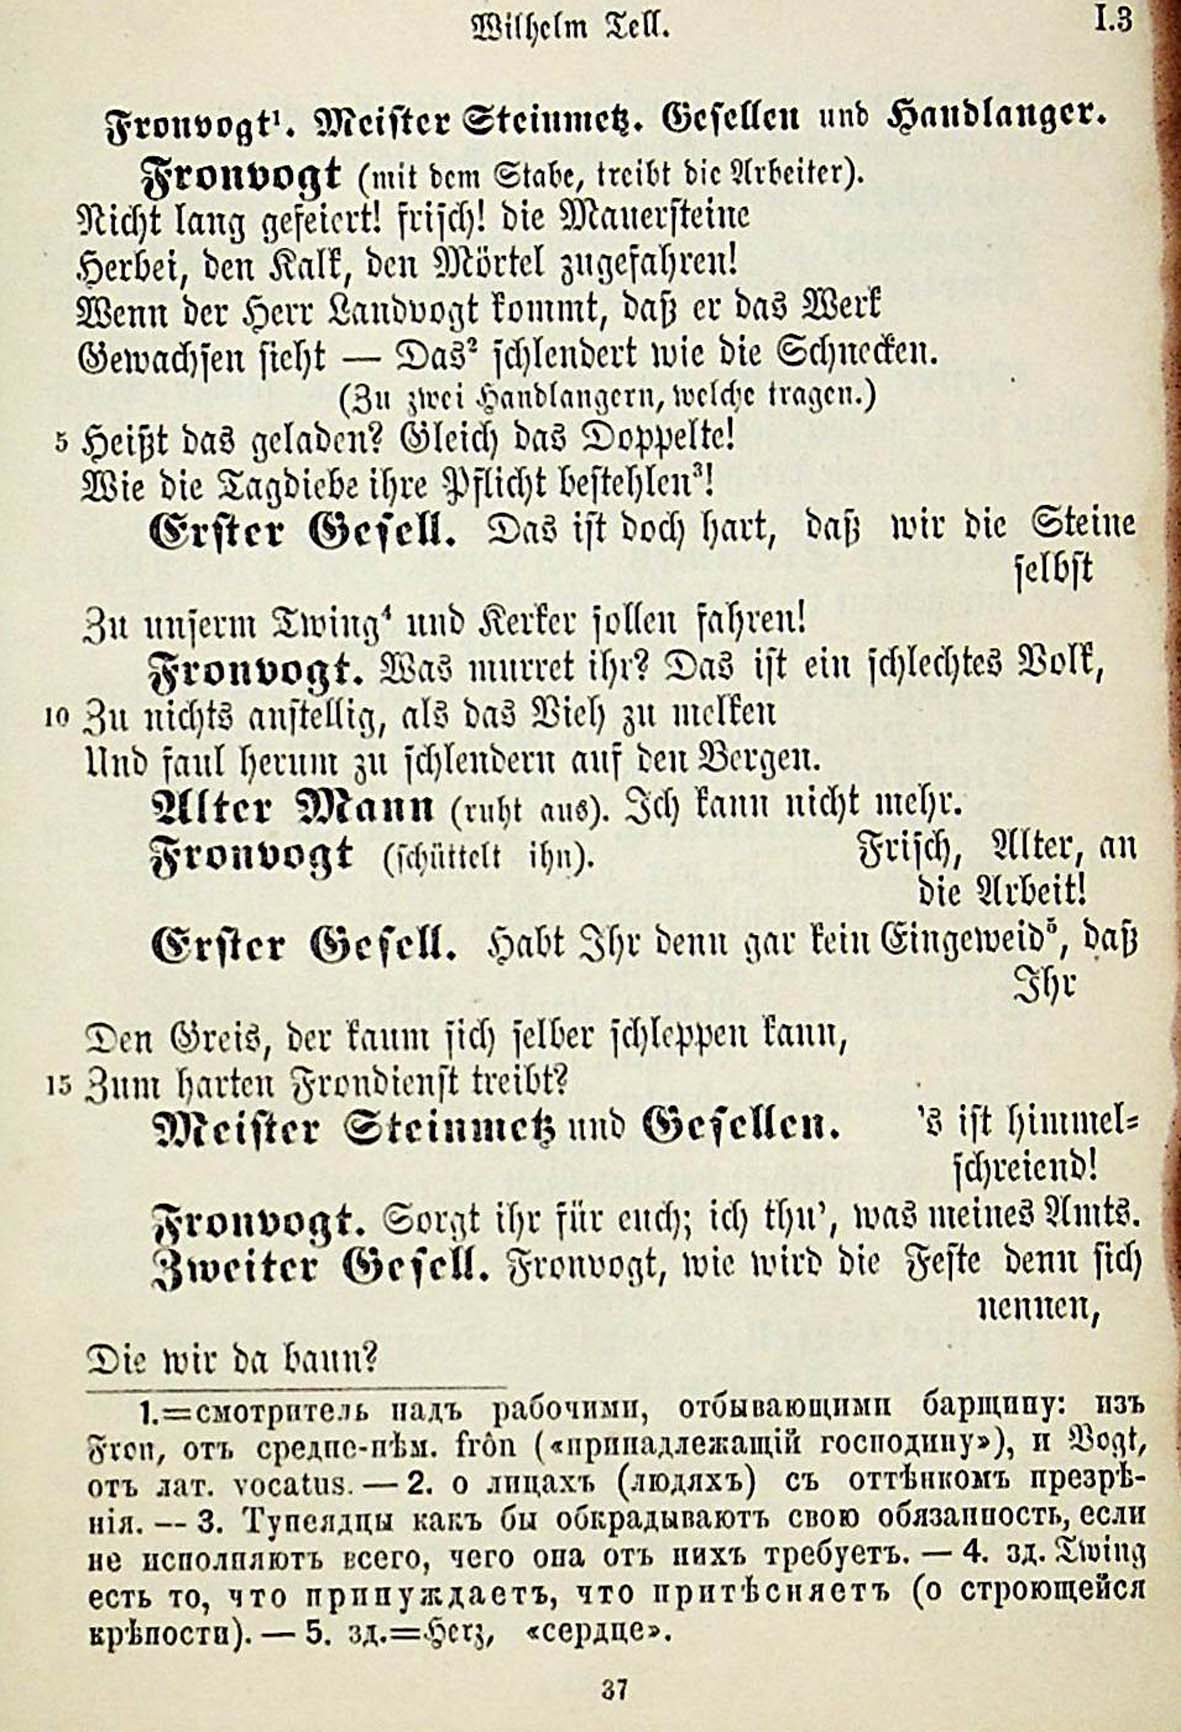 Wilhelm Tell.
I.3
Fronvogt¹. Meister Steinmetz. Gesellen und Handlanger.
Fronvogt (mit dem Stabe, treibt die Arbeiter).
Nicht lang gefeiert! frisch! die Mauersteine
Herbei, den Kalk, den Mörtel zugefahren!
Wenn der Herr Landvogt kommt, daß er das Werk
Gewachsen sieht — Das² schlendert wie die Schnecken.
(Zu zwei Handlangern, welche tragen.)
5 Heißt das geladen? Gleich das Doppelte!
Wie die Tagdiebe ihre Pflicht bestehlen³!
Erster Gesell. Das ist doch hart, daß wir die Steine
selbst
Zu unserm Twing⁴ und Kerker sollen fahren!
Fronvogt. Was murret ihr? Das ist ein schlechtes Volk,
10 Zu nichts anstellig, als das Vieh zu melken
Und faul herum zu schlendern auf den Bergen.
Alter Mann (ruht aus). Ich kann nicht mehr.
Fronvogt (schüttelt ihn). Frisch, Alter, an
die Arbeit!
Erster Gesell. Habt Ihr denn gar kein Eingeweid⁵, daß
Ihr
Den Greis, der kaum sich selber schleppen kann,
15 Zum harten Frondienst treibt?
Meister Steinmetz und Gesellen. 's ist himmel-
schreiend!
Fronvogt. Sorgt ihr für euch; ich thu', was meines Amts.
Zweiter Gesell. Fronvogt, wie wird die Feste denn sich
nennen,
Die wir da baun?
1.=смотритель надъ рабочими, отбывающими барщину: изъ
Fron, отъ средне-нѣм. frôn («принадлежащій господину»), и Vogt,
отъ лат. vocatus. — 2. о лицахъ (людяхъ) съ оттѣнкомъ презрѣ-
нія. — 3. Тунеядцы какъ бы обкрадываютъ свою обязанность, если
не исполняютъ всего, чего она отъ нихъ требуетъ. — 4. зд. Twing
есть то, что принуждаетъ, что притѣсняетъ (о строющейся
крѣпости). — 5. зд.=Herz, «сердце».
37